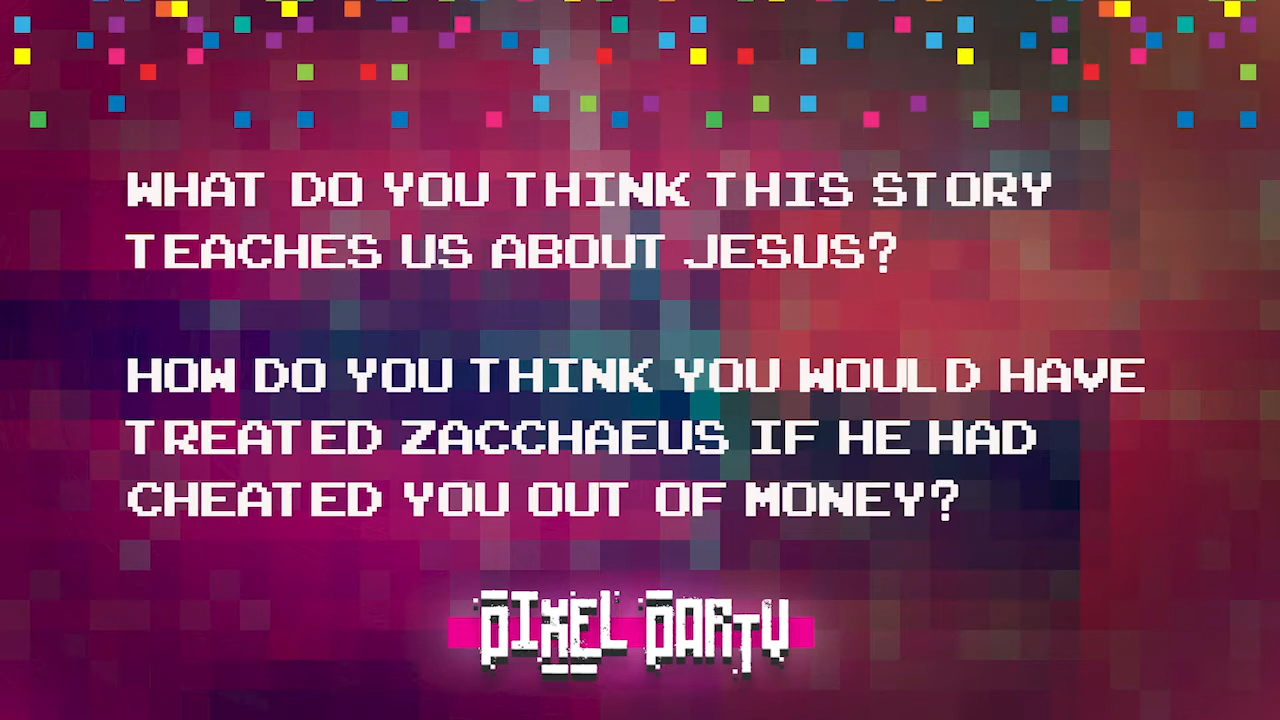 WHAT DO YOU THINK THIS STORY
TEACHES US ABOUT JESUS?
HOW DO YOU THINK YOU WOULD HAVE
TREATED ZACCHAEUS IF HE HAD
CHEATED YOU OUT OF MONEY?
PIXEL PARTY